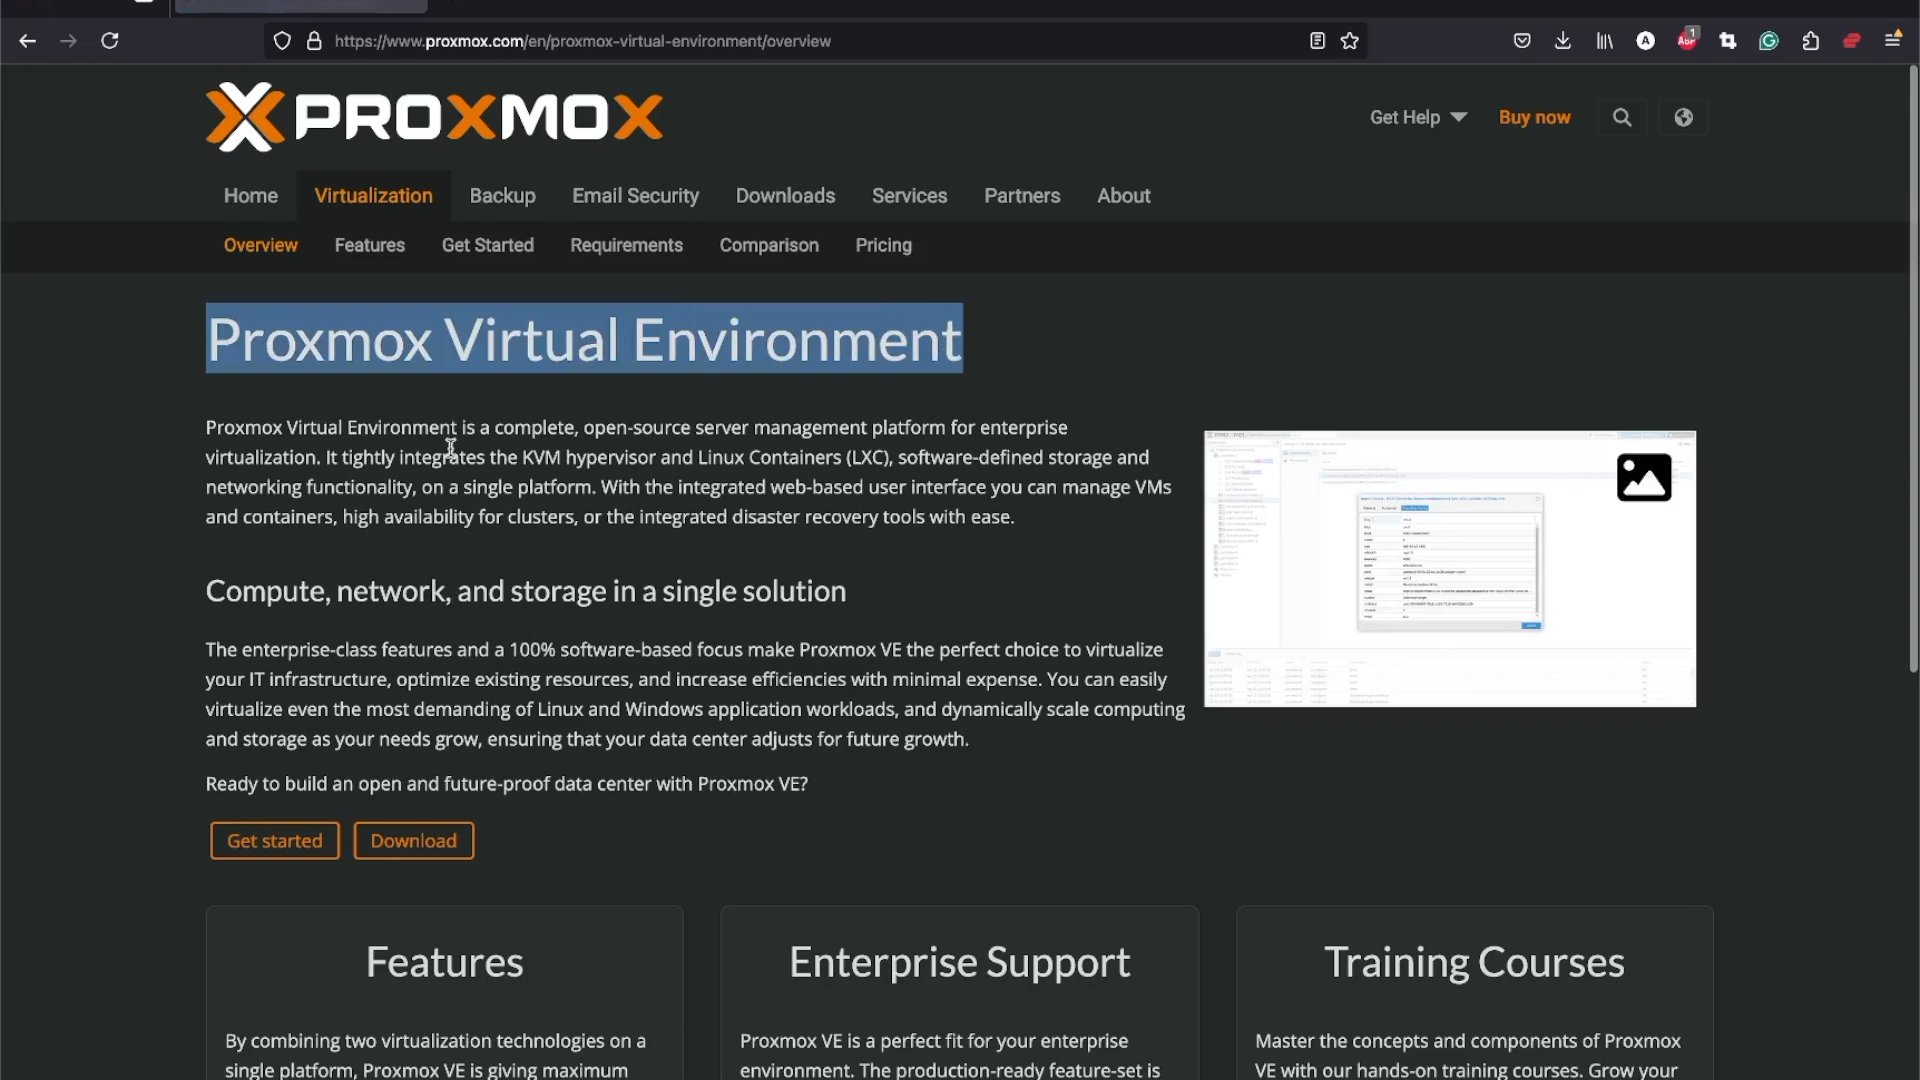 https://www.proxmox.com/en/proxmox-virtual-environment/overview
ABP 1
PROXMOX
Get Help
Buy now
Home Virtualization Backup Email Security Downloads Services Partners About
Overview Features Get Started Requirements Comparison Pricing
Proxmox Virtual Environment
Proxmox Virtual Environment is a complete, open-source server management platform for enterprise
virtualization. It tightly integrates the KVM hypervisor and Linux Containers (LXC), software-defined storage and
networking functionality, on a single platform. With the integrated web-based user interface you can manage VMs
and containers, high availability for clusters, or the integrated disaster recovery tools with ease.
Compute, network, and storage in a single solution
The enterprise-class features and a 100% software-based focus make Proxmox VE the perfect choice to virtualize
your IT infrastructure, optimize existing resources, and increase efficiencies with minimal expense. You can easily
virtualize even the most demanding of Linux and Windows application workloads, and dynamically scale computing
and storage as your needs grow, ensuring that your data center adjusts for future growth.
Ready to build an open and future-proof data center with Proxmox VE?
Get started Download
Features
By combining two virtualization technologies on a
single platform, Proxmox VE is giving maximum
Enterprise Support
Proxmox VE is a perfect fit for your enterprise
environment. The production-ready feature-set is
Training Courses
Master the concepts and components of Proxmox
VE with our hands-on training courses. Grow your